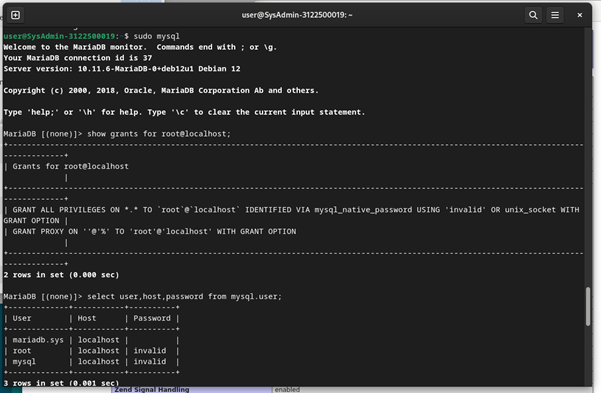 user@SysAdmin-3122500019: ~
user@SysAdmin-3122500019:~$ sudo mysql
Welcome to the MariaDB monitor.  Commands end with ; or \g.
Your MariaDB connection id is 37
Server version: 10.11.6-MariaDB-0+deb12u1 Debian 12
Copyright (c) 2000, 2018, Oracle, MariaDB Corporation Ab and others.
Type 'help;' or '\h' for help. Type '\c' to clear the current input statement.
MariaDB [(none)]> show grants for root@localhost;
+---------------------------------------------------------------------------------------------------------------
-------------+
| Grants for root@localhost
             |
+---------------------------------------------------------------------------------------------------------------
-------------+
| GRANT ALL PRIVILEGES ON *.* TO `root`@`localhost` IDENTIFIED VIA mysql_native_password USING 'invalid' OR unix_socket WITH
GRANT OPTION |
| GRANT PROXY ON ''@'%' TO 'root'@'localhost' WITH GRANT OPTION
             |
+---------------------------------------------------------------------------------------------------------------
-------------+
2 rows in set (0.000 sec)
MariaDB [(none)]> select user,host,password from mysql.user;
+-------------+-----------+----------+
| User        | Host      | Password |
+-------------+-----------+----------+
| mariadb.sys | localhost |          |
| root        | localhost | invalid  |
| mysql       | localhost | invalid  |
+-------------+-----------+----------+
3 rows in set (0.001 sec)
Zend Signal Handling enabled